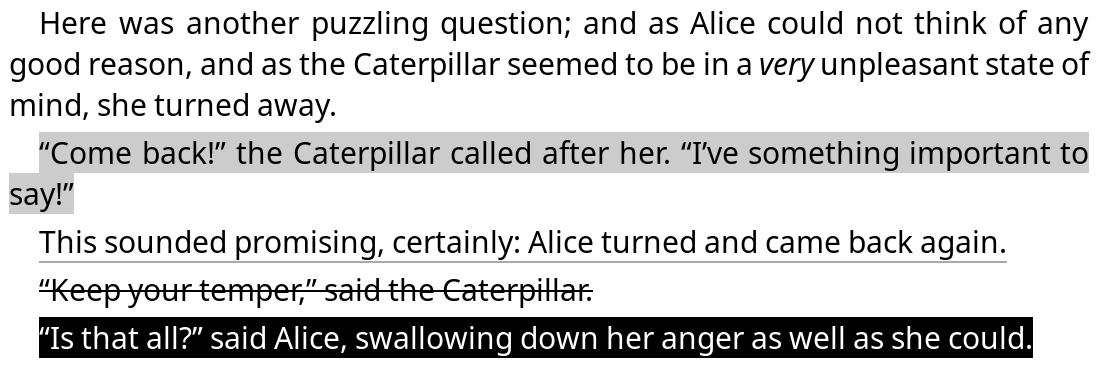 Here was another puzzling question; and as Alice could not think of any
good reason, and as the Caterpillar seemed to be in a very unpleasant state of
mind, she turned away.
“Come back!” the Caterpillar called after her. “I’ve something important to
say!”
This sounded promising, certainly: Alice turned and came back again.
“Keep your temper,” said the Caterpillar.
“Is that all?” said Alice, swallowing down her anger as well as she could.